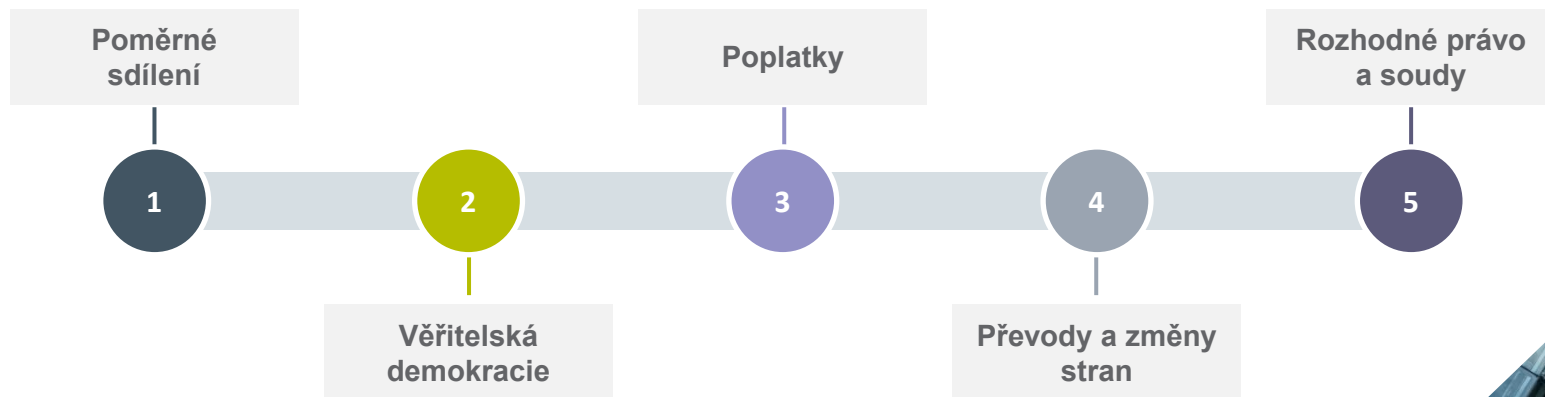 Poměrné
sdílení
1
2
Věřitelská
demokracie
Poplatky
3
4
Převody a změny
stran
Rozhodné právo
a soudy
5